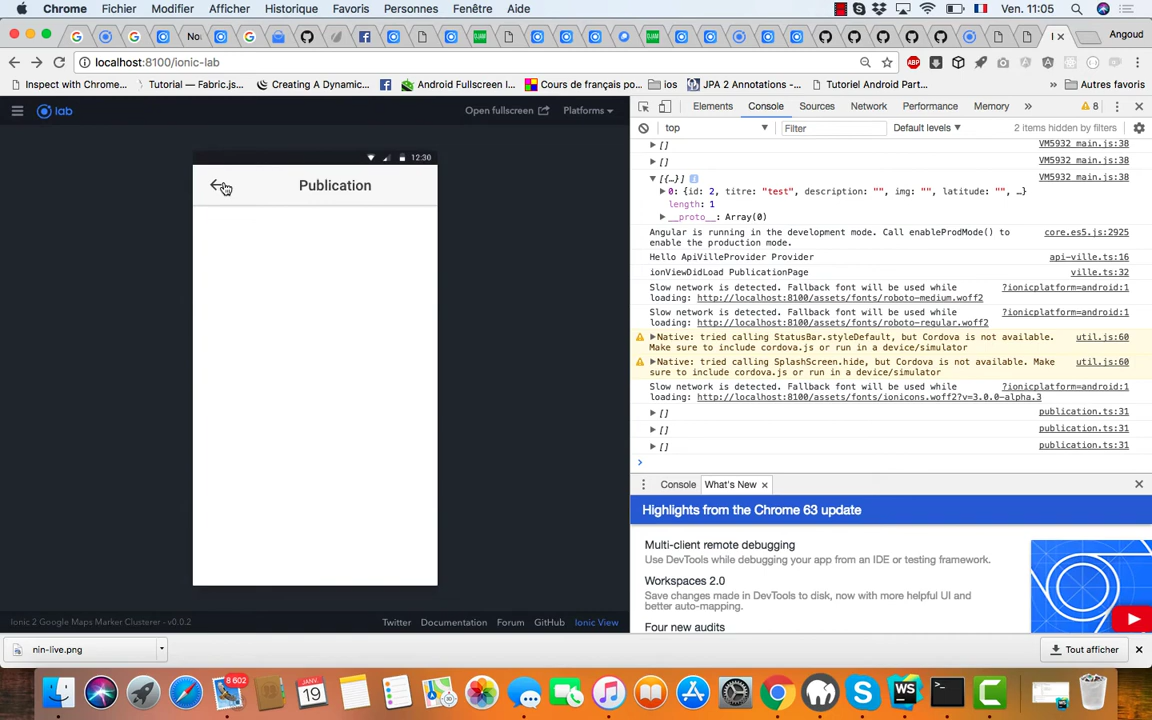 Chrome Fichier Modifier Afficher Historique Favoris Personnes Fenêtre Aide Ven. 11:05
No Angoud
localhost:8100/ionic-lab
Inspect with Chrome... Tutorial — Fabric.js... Creating A Dynamic... Android Fullscreen I... Cours de français po... ios JPA 2 Annotations -... Tutoriel Android Part... Autres favoris
lab Open fullscreen Platforms
Elements Console Sources Network Performance Memory » 8
top Filter Default levels 2 items hidden by filters
12:30
Publication
[] VM5932 main.js:38
[] VM5932 main.js:38
[{…}] VM5932 main.js:38
0: {id: 2, titre: "test", description: "", img: "", latitude: "", …}
length: 1
__proto__: Array(0)
Angular is running in the development mode. Call enableProdMode() to core.es5.js:2925
enable the production mode.
Hello ApiVilleProvider Provider api-ville.ts:16
ionViewDidLoad PublicationPage ville.ts:32
Slow network is detected. Fallback font will be used while ?ionicplatform=android:1
loading: http://localhost:8100/assets/fonts/roboto-medium.woff2
Slow network is detected. Fallback font will be used while ?ionicplatform=android:1
loading: http://localhost:8100/assets/fonts/roboto-regular.woff2
Native: tried calling StatusBar.styleDefault, but Cordova is not available. util.js:60
Make sure to include cordova.js or run in a device/simulator
Native: tried calling SplashScreen.hide, but Cordova is not available. Make util.js:60
sure to include cordova.js or run in a device/simulator
Slow network is detected. Fallback font will be used while ?ionicplatform=android:1
loading: http://localhost:8100/assets/fonts/ionicons.woff2?v=3.0.0-alpha.3
[] publication.ts:31
[] publication.ts:31
[] publication.ts:31
Console What's New
Highlights from the Chrome 63 update
Multi-client remote debugging
Use DevTools while debugging your app from an IDE or testing framework.
Workspaces 2.0
Save changes made in DevTools to disk, now with more helpful UI and
better auto-mapping.
Four new audits
Ionic 2 Google Maps Marker Clusterer - v0.0.2 Twitter Documentation Forum GitHub Ionic View
nin-live.png Tout afficher
8 602 JANV. 19 WS